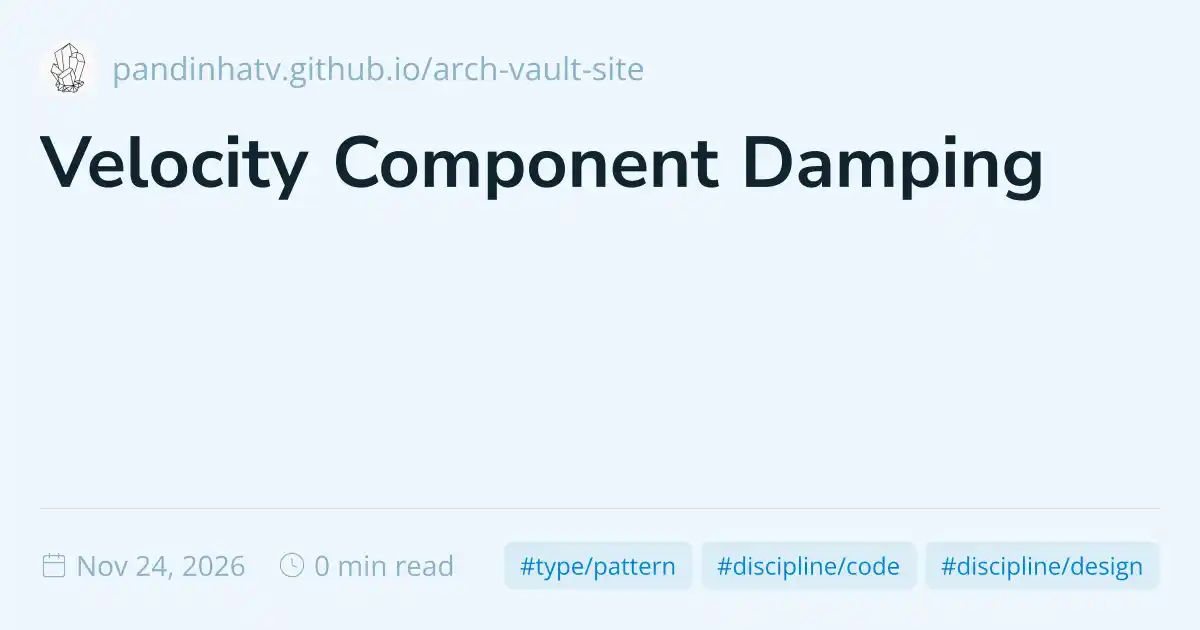 pandinhatv.github.io/arch-vault-site
Velocity Component Damping
Nov 24, 2026 0 min read #type/pattern #discipline/code #discipline/design